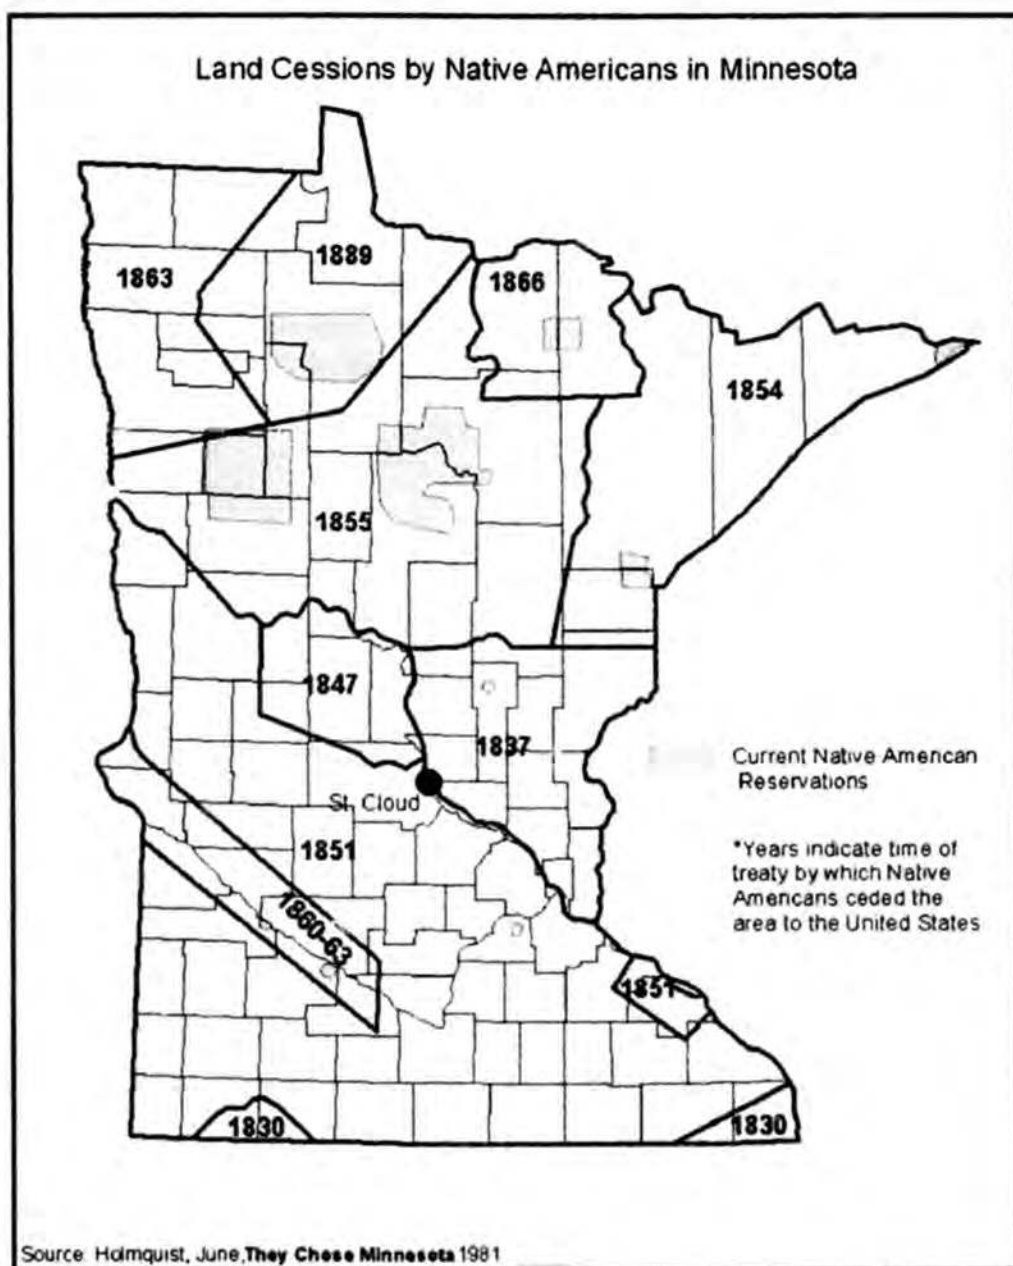 Land Cessions by Native Americans in Minnesota
1889
1863
1866
1854
1855
1847
1837
Current Native American
Reservations
St. Cloud
1851
*Years indicate time of
treaty by which Native
Americans ceded the
area to the United States
1860-63
1851
1830
1830
Source: Holmquist, June, They Chose Minnesota 1981